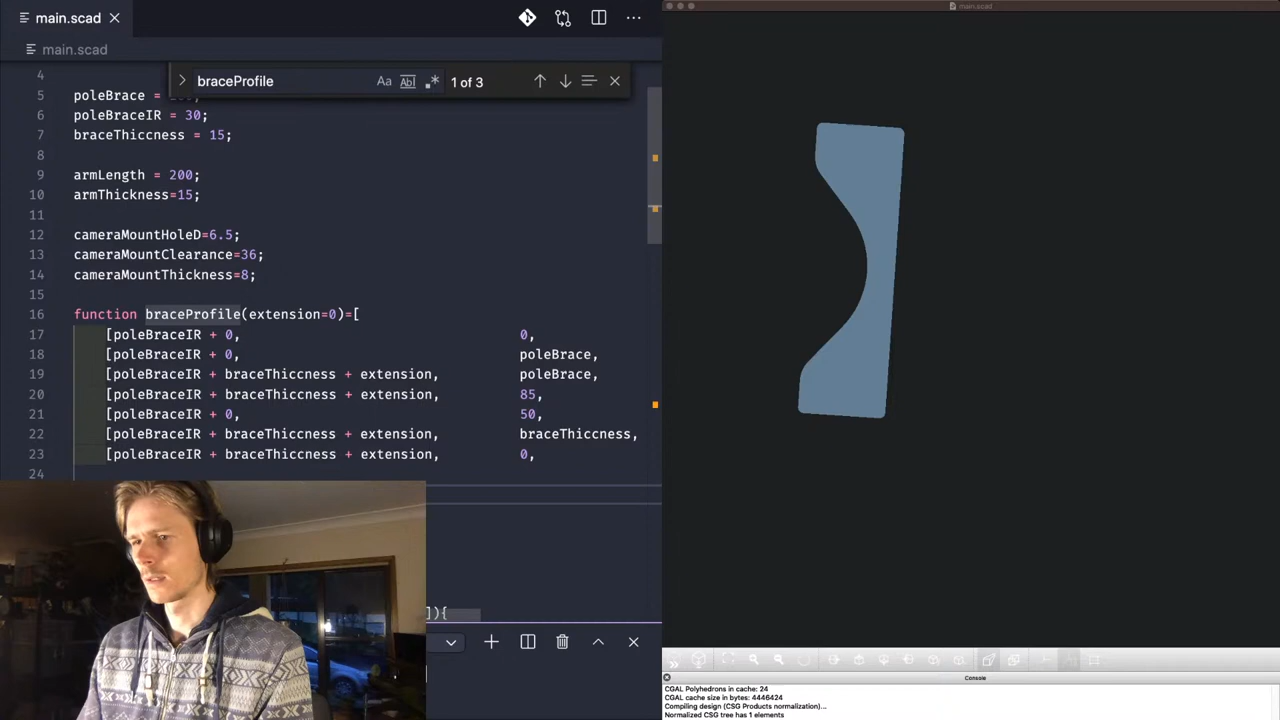 main.scad
main.scad
braceProfile
Aa
Abl
.*
1 of 3
main.scad
4
5 poleBrace =
6 poleBraceIR = 30;
7 braceThiccness = 15;
8
9 armLength = 200;
10 armThickness=15;
11
12 cameraMountHoleD=6.5;
13 cameraMountClearance=36;
14 cameraMountThickness=8;
15
16 function braceProfile(extension=0)=[
17 [poleBraceIR + 0, 0,
18 [poleBraceIR + 0, poleBrace,
19 [poleBraceIR + braceThiccness + extension, poleBrace,
20 [poleBraceIR + braceThiccness + extension, 85,
21 [poleBraceIR + 0, 50,
22 [poleBraceIR + braceThiccness + extension, braceThiccness,
23 [poleBraceIR + braceThiccness + extension, 0,
24
]){
Console
CGAL Polyhedrons in cache: 24
CGAL cache size in bytes: 4446424
Compiling design (CSG Products normalization)...
Normalized CSG tree has 1 elements